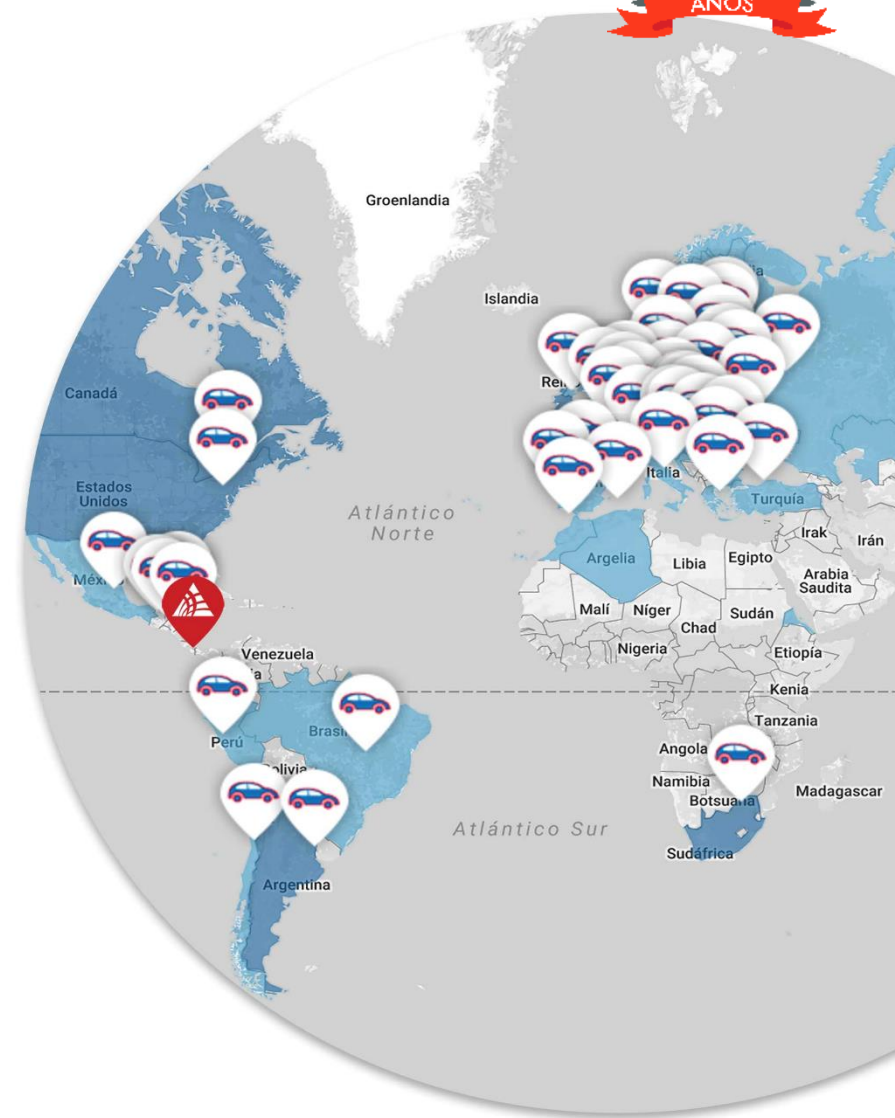 AÑOS
Groenlandia
Islandia
Canadá
Estados
Unidos
Italia
Turquía
Atlántico
Norte
Irak
Irán
Argelia
Libia
Egipto
Arabia
Saudita
Malí
Níger
Chad
Sudán
Nigeria
Etiopía
Venezuela
Kenia
Tanzania
Perú
Angola
Namibia
Botsuana
Madagascar
Atlántico Sur
Sudáfrica
Argentina